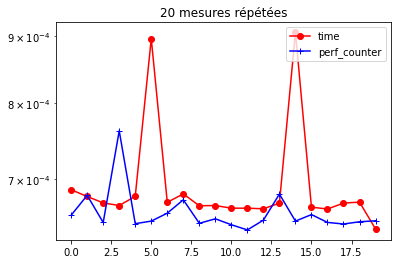 20 mesures répétées
time
perf_counter
9 × 10⁻⁴
8 × 10⁻⁴
7 × 10⁻⁴
0.0 2.5 5.0 7.5 10.0 12.5 15.0 17.5